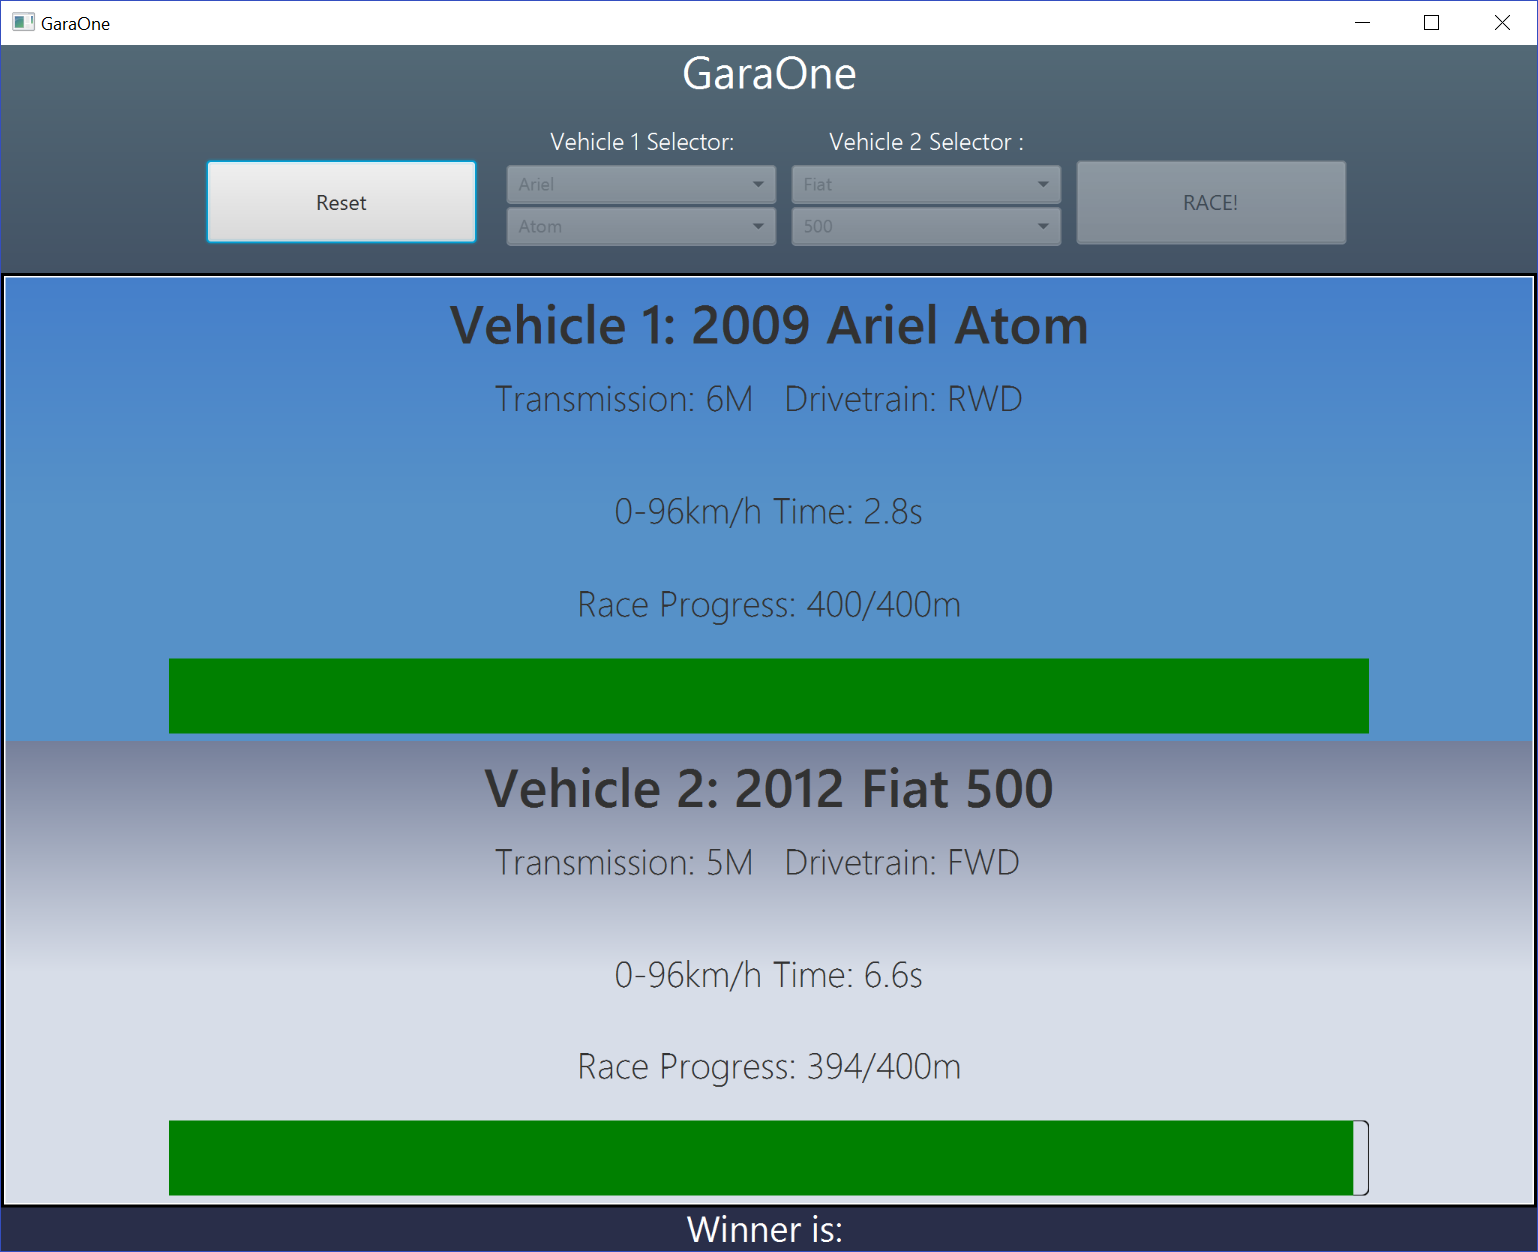 GaraOne
GaraOne
Vehicle 1 Selector: Vehicle 2 Selector :
Reset Ariel Fiat RACE!
Atom 500
Vehicle 1: 2009 Ariel Atom
Transmission: 6M Drivetrain: RWD
0-96km/h Time: 2.8s
Race Progress: 400/400m
Vehicle 2: 2012 Fiat 500
Transmission: 5M Drivetrain: FWD
0-96km/h Time: 6.6s
Race Progress: 394/400m
Winner is: